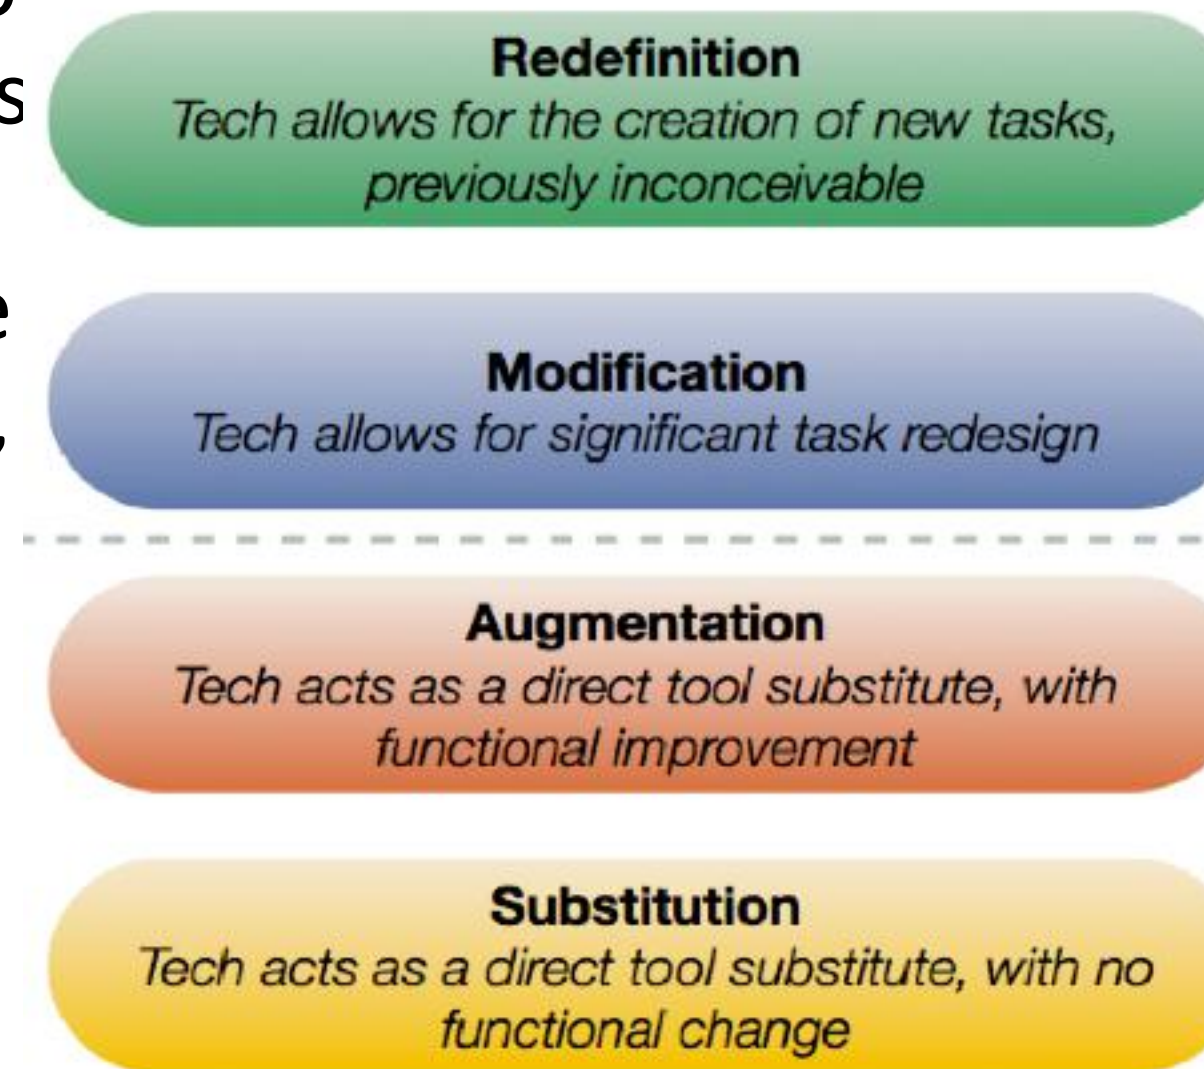 s
Redefinition
Tech allows for the creation of new tasks,
previously inconceivable
e
Modification
Tech allows for significant task redesign
,
Augmentation
Tech acts as a direct tool substitute, with
functional improvement
Substitution
Tech acts as a direct tool substitute, with no
functional change